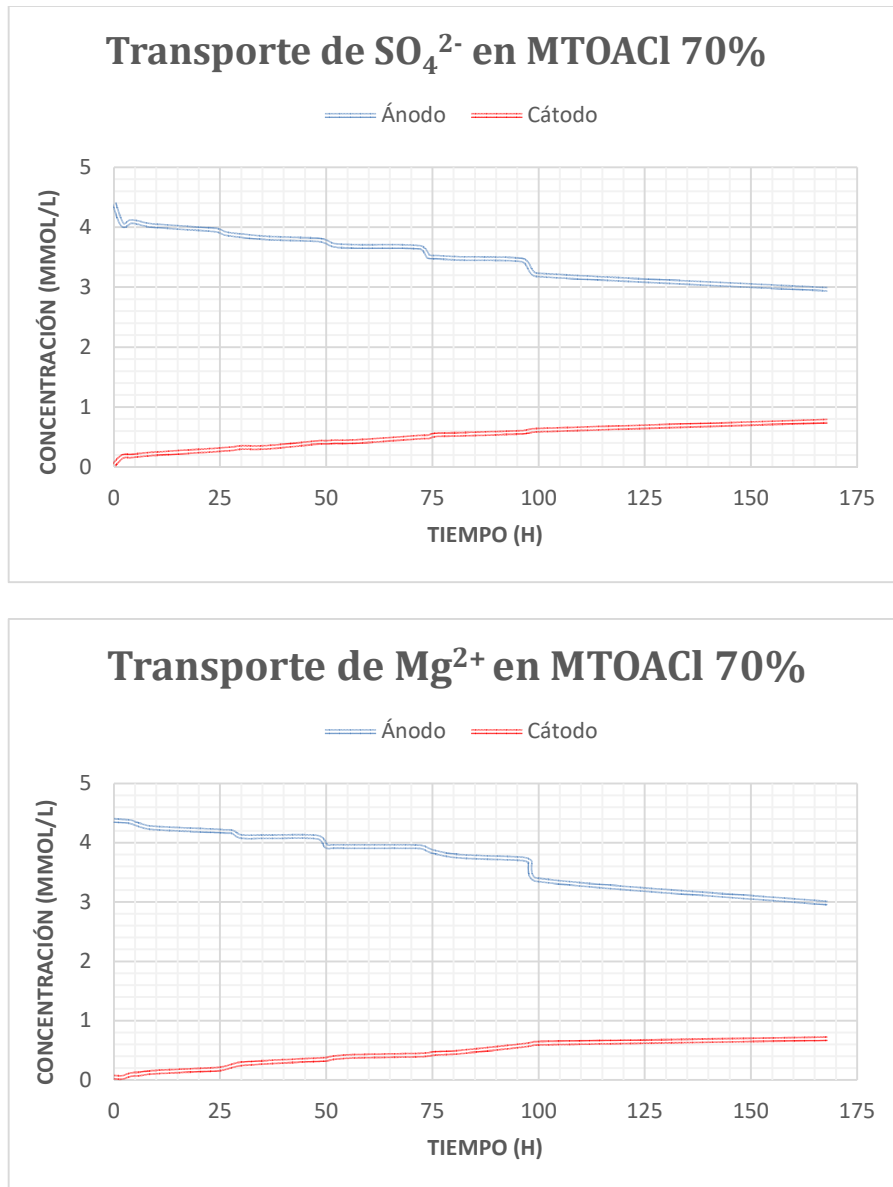 Transporte de SO₄²⁻ en MTOACl 70%
Ánodo Cátodo
CONCENTRACIÓN (MMOL/L)
5
4
3
2
1
0
0 25 50 75 100 125 150 175
TIEMPO (H)
Transporte de Mg²⁺ en MTOACl 70%
Ánodo Cátodo
CONCENTRACIÓN (MMOL/L)
5
4
3
2
1
0
0 25 50 75 100 125 150 175
TIEMPO (H)